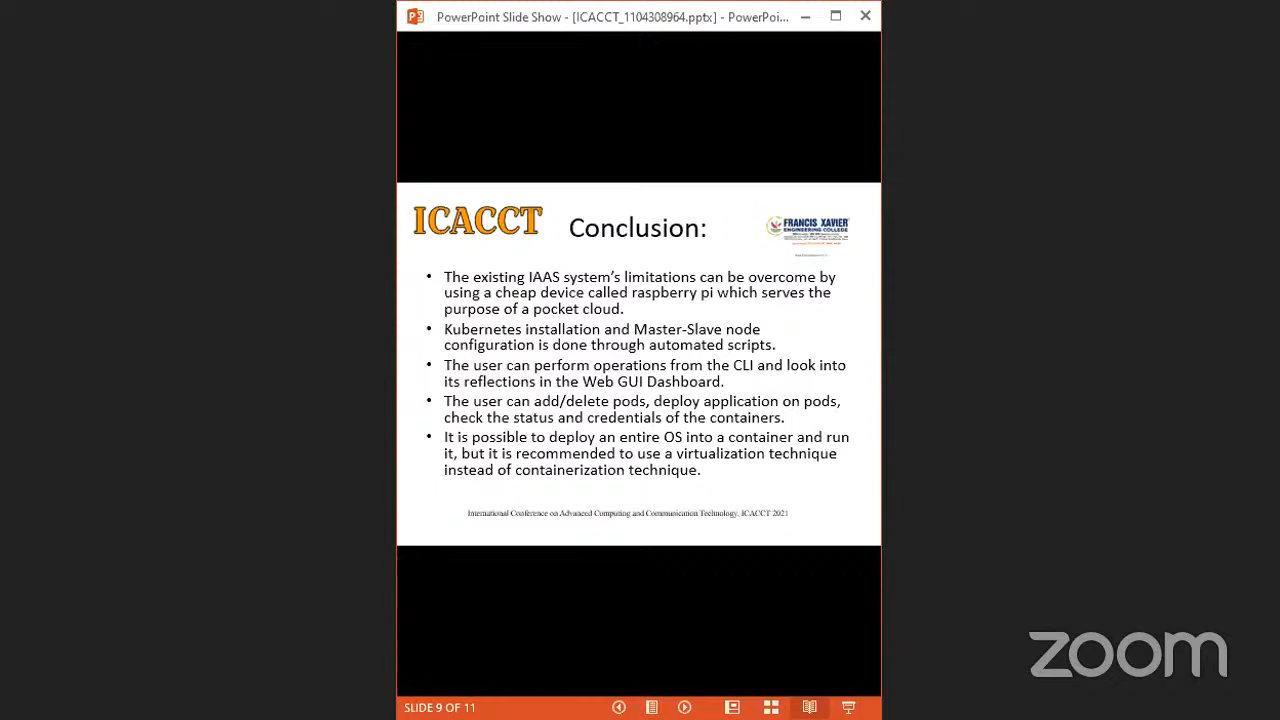 PowerPoint Slide Show - [ICACCT_1104308964.pptx] - PowerPoi...
ICACCT
Conclusion:
FRANCIS XAVIER
ENGINEERING COLLEGE
• The existing IAAS system's limitations can be overcome by
using a cheap device called raspberry pi which serves the
purpose of a pocket cloud.
• Kubernetes installation and Master-Slave node
configuration is done through automated scripts.
• The user can perform operations from the CLI and look into
its reflections in the Web GUI Dashboard.
• The user can add/delete pods, deploy application on pods,
check the status and credentials of the containers.
• It is possible to deploy an entire OS into a container and run
it, but it is recommended to use a virtualization technique
instead of containerization technique.
International Conference on Advanced Computing and Communication Technology, ICACCT 2021
zoom
SLIDE 9 OF 11